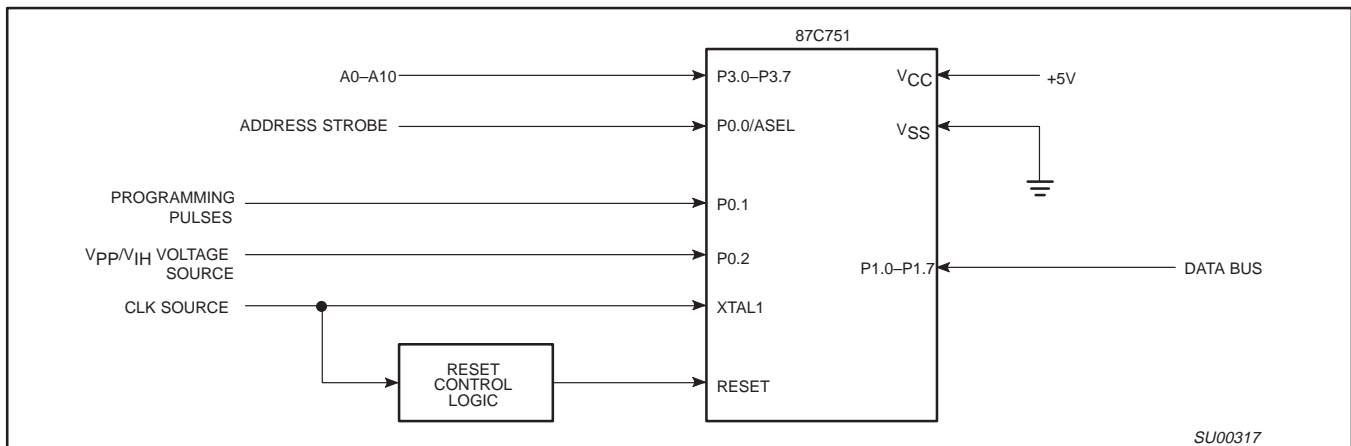 87C751
A0–A10
P3.0–P3.7
VCC
+5V
ADDRESS STROBE
P0.0/ASEL
VSS
PROGRAMMING
PULSES
P0.1
VPP/VIH VOLTAGE
SOURCE
P0.2
P1.0–P1.7
DATA BUS
CLK SOURCE
XTAL1
RESET
CONTROL
LOGIC
RESET
SU00317